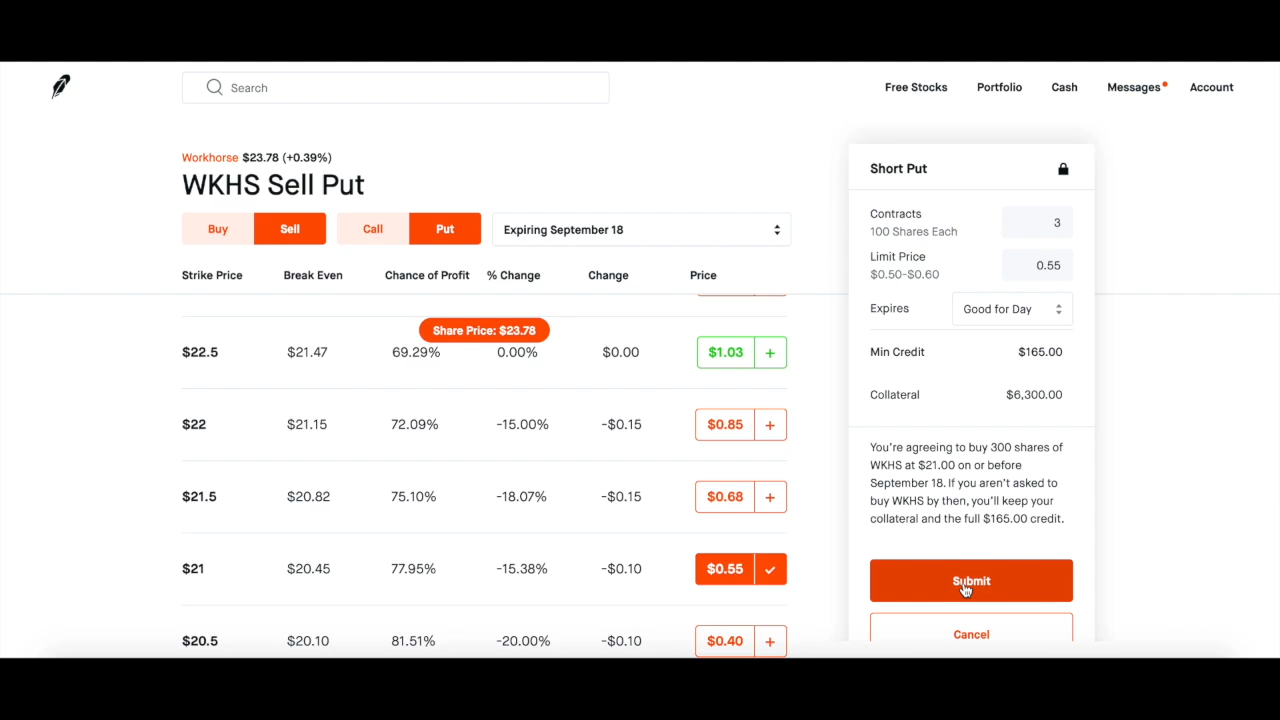 Search
Free Stocks Portfolio Cash Messages Account
Workhorse $23.78 (+0.39%)
WKHS Sell Put
Buy Sell Call Put Expiring September 18
Strike Price Break Even Chance of Profit % Change Change Price
Share Price: $23.78
$22.5 $21.47 69.29% 0.00% $0.00 $1.03 +
$22 $21.15 72.09% -15.00% -$0.15 $0.85 +
$21.5 $20.82 75.10% -18.07% -$0.15 $0.68 +
$21 $20.45 77.95% -15.38% -$0.10 $0.55
$20.5 $20.10 81.51% -20.00% -$0.10 $0.40 +
Short Put
Contracts 3
100 Shares Each
Limit Price 0.55
$0.50-$0.60
Expires Good for Day
Min Credit $165.00
Collateral $6,300.00
You're agreeing to buy 300 shares of
WKHS at $21.00 on or before
September 18. If you aren't asked to
buy WKHS by then, you'll keep your
collateral and the full $165.00 credit.
Submit
Cancel